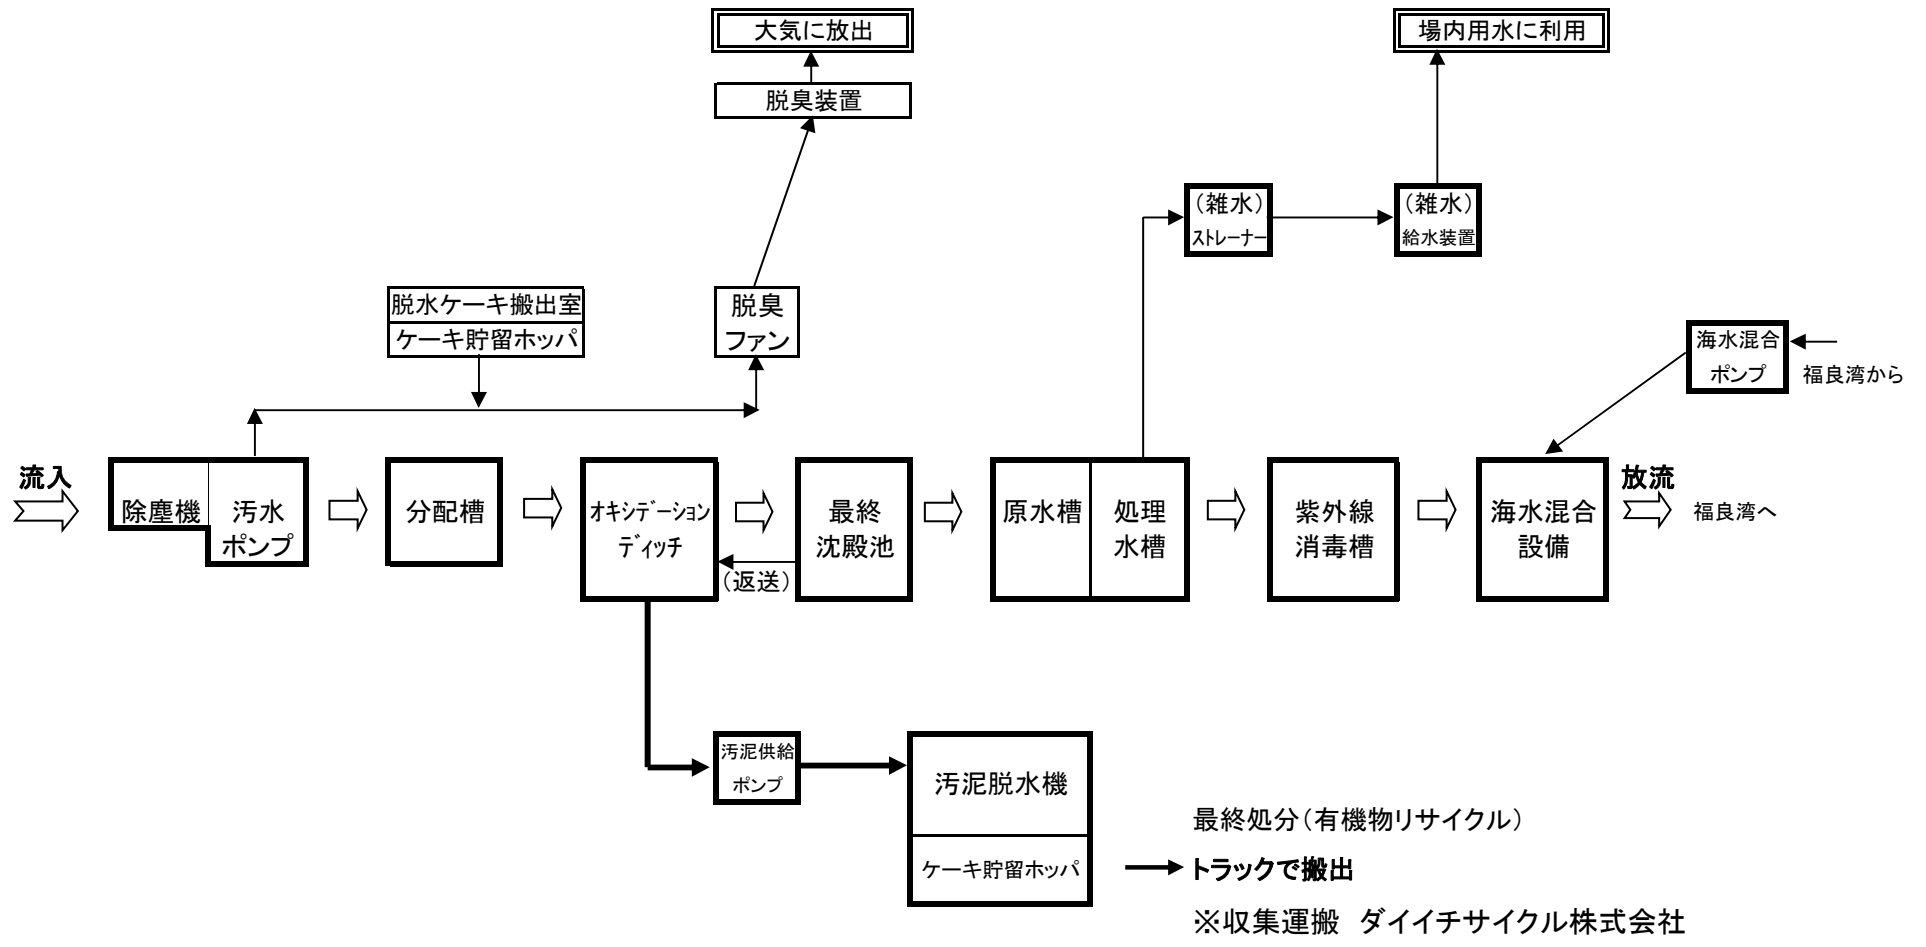 大気に放出
場内用水に利用
脱臭装置
（雑水）
ストレーナー
（雑水）
給水装置
脱水ケーキ搬出室
ケーキ貯留ホッパ
脱臭
ファン
海水混合
ポンプ
福良湾から
流入
除塵機
汚水
ポンプ
分配槽
オキシデーション
ディッチ
（返送）
最終
沈殿池
原水槽
処理
水槽
紫外線
消毒槽
海水混合
設備
放流
福良湾へ
汚泥供給
ポンプ
汚泥脱水機
ケーキ貯留ホッパ
最終処分（有機物リサイクル）
トラックで搬出
※収集運搬　ダイイチサイクル株式会社